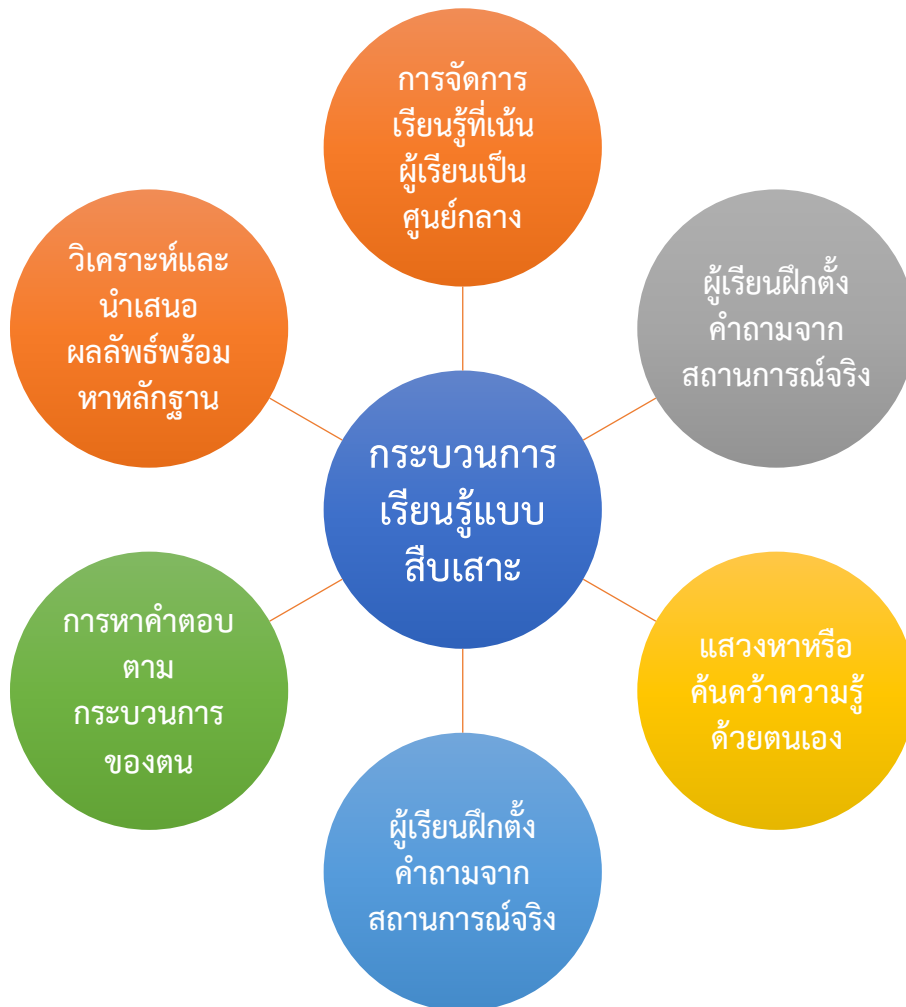 การจัดการ
เรียนรู้ที่เน้น
ผู้เรียนเป็น
ศูนย์กลาง
ผู้เรียนฝึกตั้ง
คำถามจาก
สถานการณ์จริง
แสวงหาหรือ
ค้นคว้าความรู้
ด้วยตนเอง
ผู้เรียนฝึกตั้ง
คำถามจาก
สถานการณ์จริง
การหาคำตอบ
ตาม
กระบวนการ
ของตน
วิเคราะห์และ
นำเสนอ
ผลลัพธ์พร้อม
หาหลักฐาน
กระบวนการ
เรียนรู้แบบ
สืบเสาะ